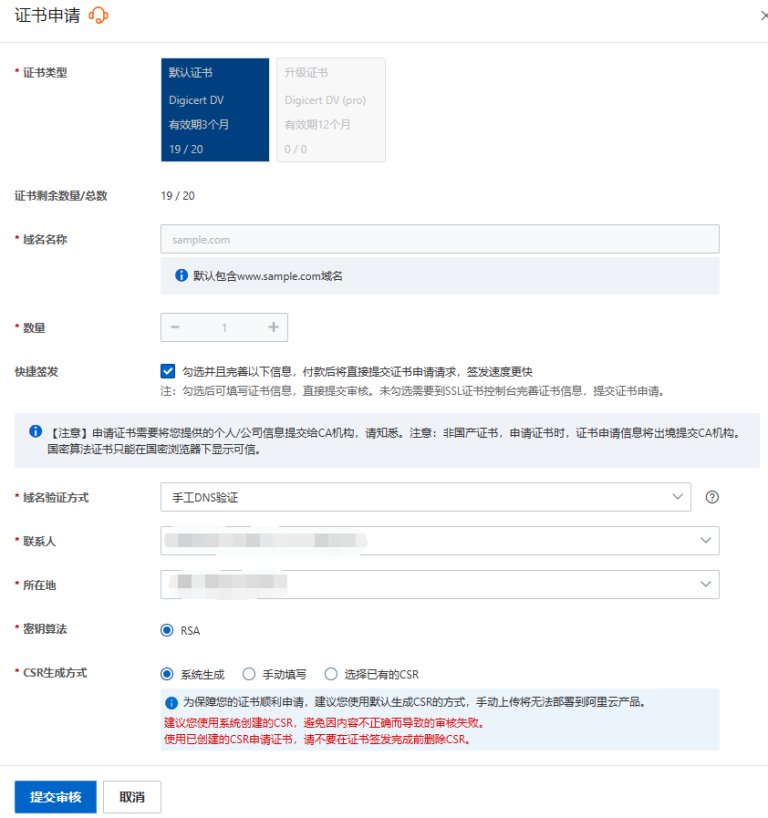 证书申请
* 证书类型
默认证书
Digicert DV
有效期3个月
19 / 20
升级证书
Digicert DV (pro)
有效期12个月
0 / 0
证书剩余数量/总数
19 / 20
* 域名名称
sample.com
默认包含www.sample.com域名
* 数量
1
快捷签发
勾选并且完善以下信息，付款后将直接提交证书申请请求，签发速度更快
注：勾选后可填写证书信息，直接提交审核。未勾选需要到SSL证书控制台完善证书信息，提交证书申请。
【注意】申请证书需要将您提供的个人/公司信息提交给CA机构，请知悉。注意：非国产证书，申请证书时，证书申请信息将出境提交CA机构。
国密算法证书只能在国密浏览器下显示可信。
* 域名验证方式
手工DNS验证
* 联系人
* 所在地
* 密钥算法
RSA
* CSR生成方式
系统生成
手动填写
选择已有的CSR
为保障您的证书顺利申请，建议您使用默认生成CSR的方式，手动上传将无法部署到阿里云产品。
建议您使用系统创建的CSR，避免因内容不正确而导致的审核失败。
使用已创建的CSR申请证书，请不要在证书签发完成前删除CSR。
提交审核
取消